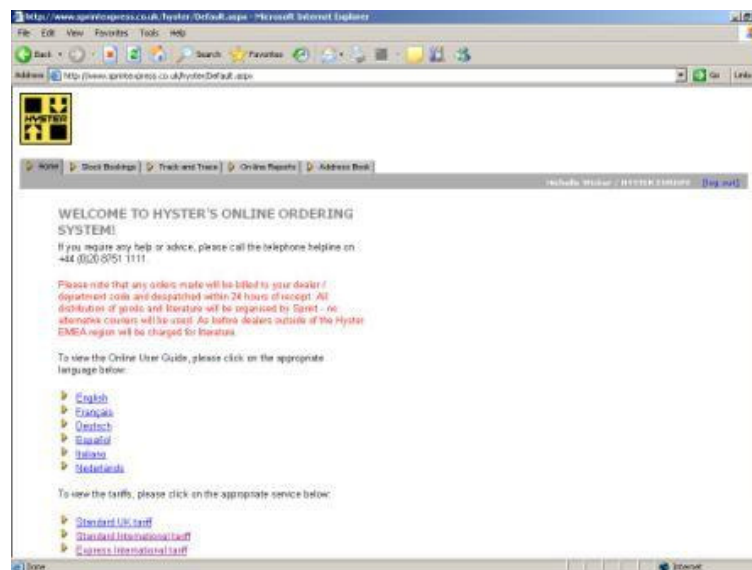 http://www.sprintexpress.co.uk/hyster/Default.aspx - Microsoft Internet Explorer
File Edit View Favorites Tools Help
Back Search Favorites
Address http://www.sprintexpress.co.uk/hyster/Default.aspx Go Links
HYSTER
Home Stock Bookings Track and Trace Online Reports Address Book
HYSTER EUROPE [log out]
WELCOME TO HYSTER'S ONLINE ORDERING
SYSTEM!
If you require any help or advice, please call the telephone helpline on
+44 (0)20 8751 1111
Please note that any orders made will be billed to your dealer /
department code and despatched within 24 hours of receipt. All
distribution of goods and literature will be organised by Sprint - no
alternative couriers will be used. As before dealers outside of the Hyster
EMEA region will be charged for literature.
To view the Online User Guide, please click on the appropriate
language below:
English
Français
Deutsch
Español
Italiano
Nederlands
To view the tariffs, please click on the appropriate service below:
Standard UK tariff
Standard International tariff
Express International tariff
Done Internet